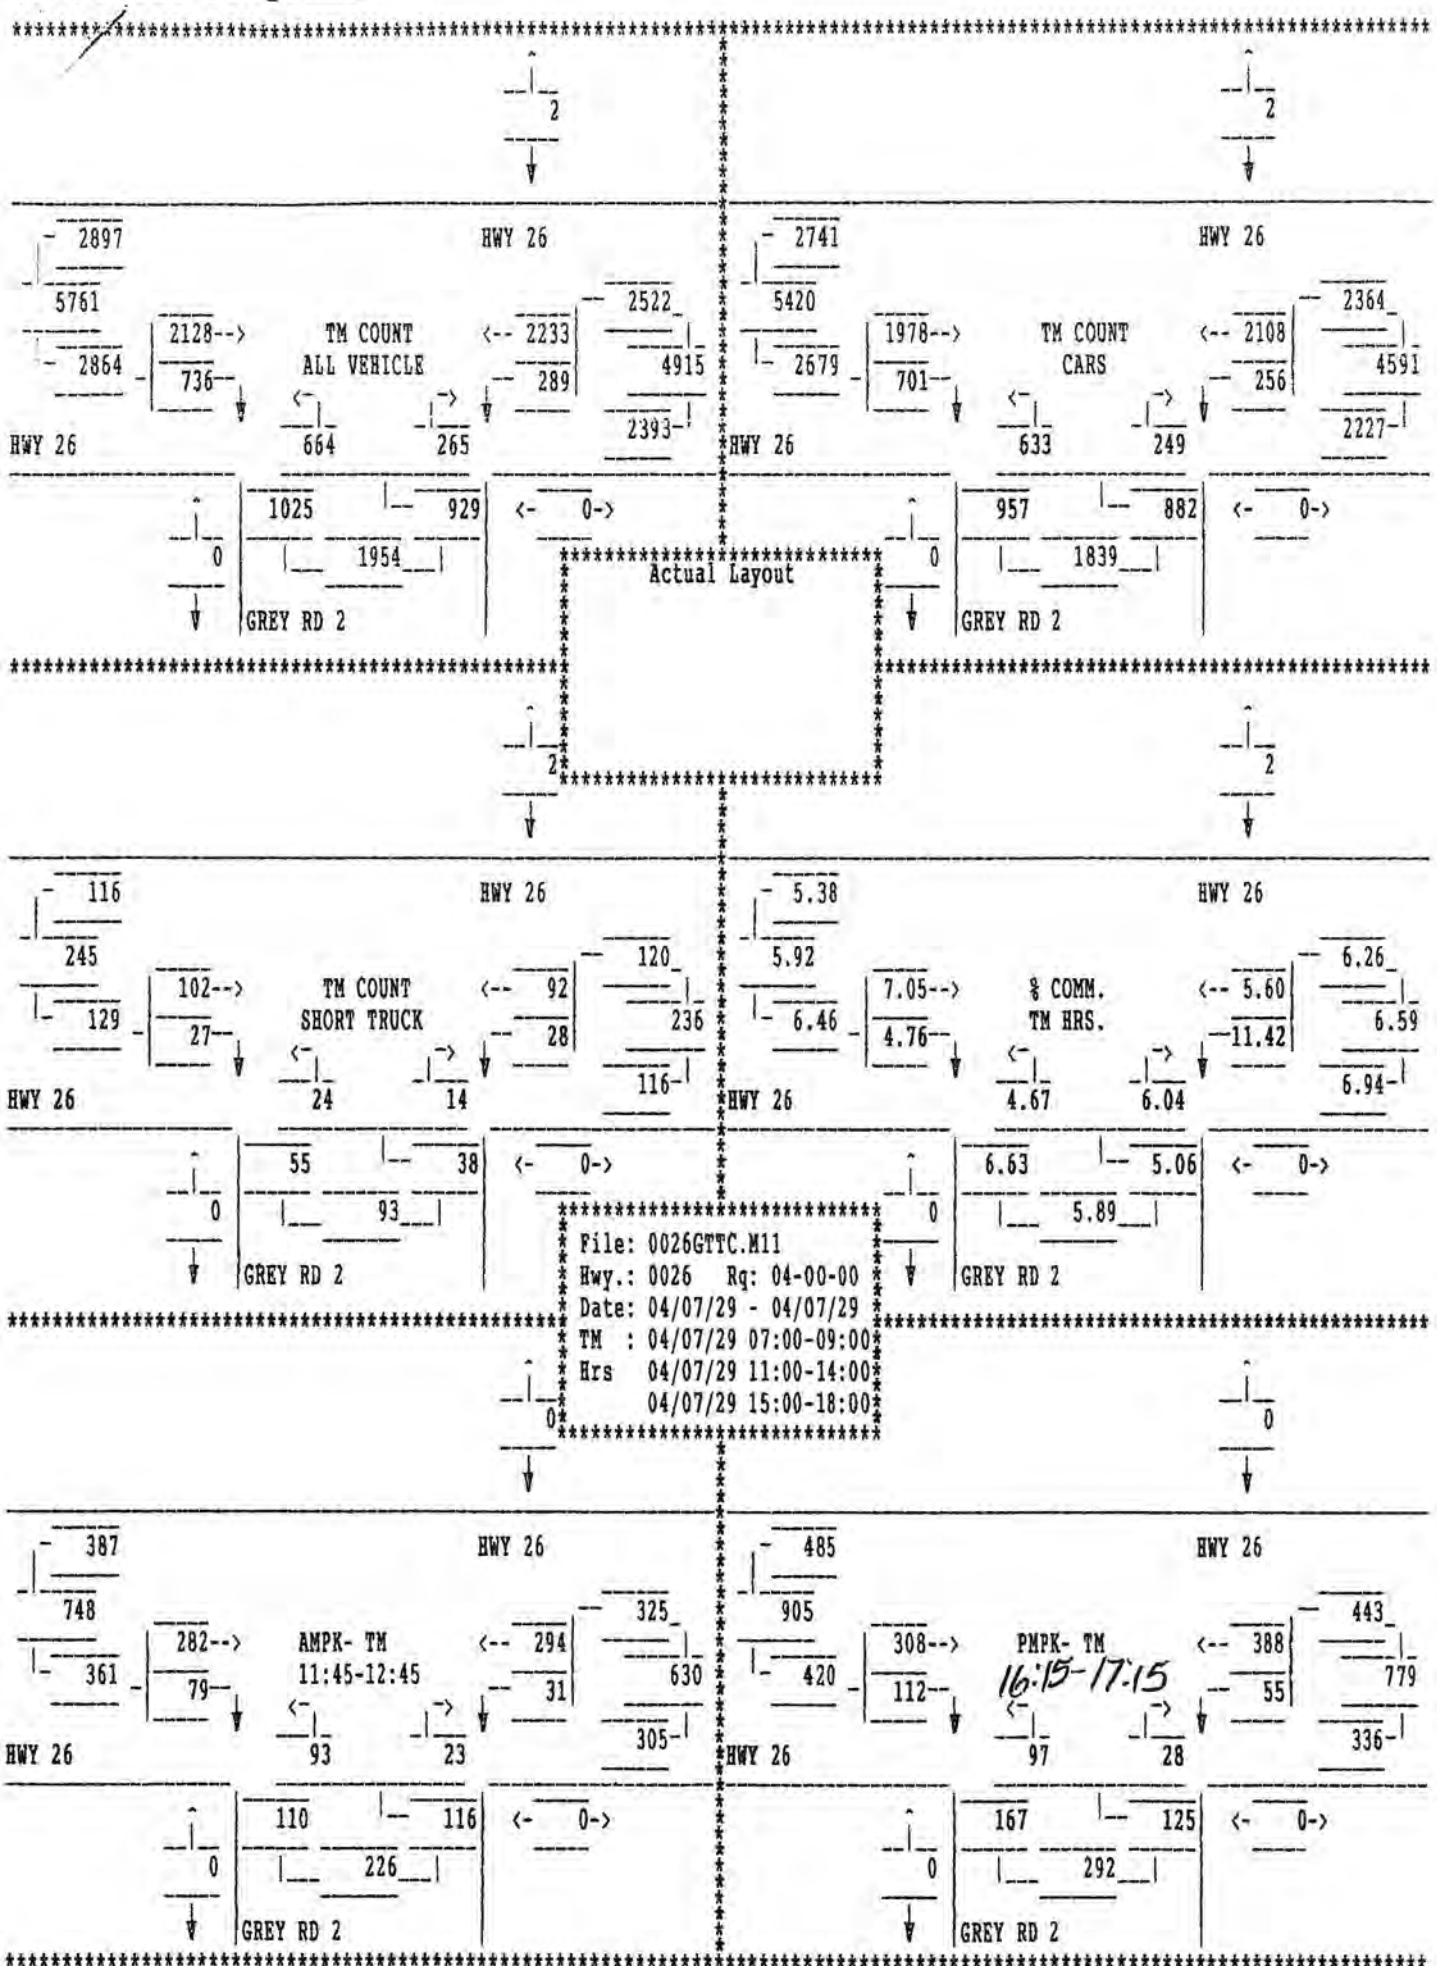 2 2
2897 HWY 26 2741 HWY 26
5761 2522 5420 2364
2128--> TM COUNT <-- 2233 1978--> TM COUNT <-- 2108
2864 ALL VEHICLE 4915 2679 CARS 4591
736-- 289 701-- 256
<- -> <- ->
2393 2227
HWY 26 664 265 HWY 26 633 249
1025 929 <- 0-> 957 882 <- 0->
0 1954 0 1839
Actual Layout
GREY RD 2 GREY RD 2
2 2
116 HWY 26 5.38 HWY 26
245 120 5.92 6.26
102--> TM COUNT <-- 92 7.05--> % COMM. <-- 5.60
129 SHORT TRUCK 236 6.46 TM HRS. 6.59
27-- 28 4.76-- --11.42
<- -> <- ->
116 6.94
HWY 26 24 14 HWY 26 4.67 6.04
55 38 <- 0-> 6.63 5.06 <- 0->
0 93 0 5.89
File: 0026GTTC.M11
GREY RD 2 Hwy.: 0026 Rq: 04-00-00 GREY RD 2
Date: 04/07/29 - 04/07/29
TM : 04/07/29 07:00-09:00
Hrs 04/07/29 11:00-14:00
04/07/29 15:00-18:00
0 0
387 HWY 26 485 HWY 26
748 325 905 443
282--> AMPK- TM <-- 294 308--> PMPK- TM <-- 388
361 11:45-12:45 630 420 16:15-17:15 779
79-- 31 112-- 55
<- -> <- ->
305 336
HWY 26 93 23 HWY 26 97 28
110 116 <- 0-> 167 125 <- 0->
0 226 0 292
GREY RD 2 GREY RD 2